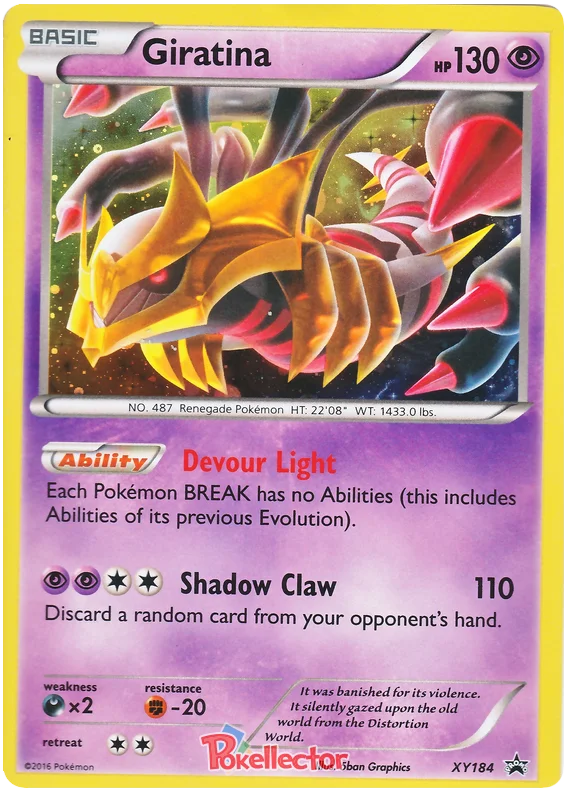 BASIC
Giratina
HP 130
NO. 487 Renegade Pokémon HT: 22'08" WT: 1433.0 lbs.
Ability Devour Light
Each Pokémon BREAK has no Abilities (this includes
Abilities of its previous Evolution).
Shadow Claw 110
Discard a random card from your opponent's hand.
weakness resistance
×2 -20
retreat
It was banished for its violence.
It silently gazed upon the old
world from the Distortion
World.
Pokellector
©2016 Pokémon 5ban Graphics XY184
PROMO